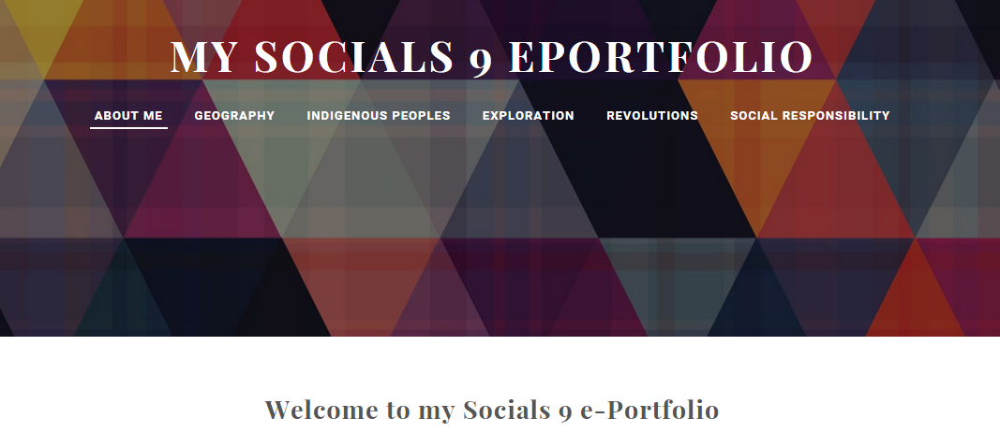 MY SOCIALS 9 EPORTFOLIO
ABOUT ME GEOGRAPHY INDIGENOUS PEOPLES EXPLORATION REVOLUTIONS SOCIAL RESPONSIBILITY
Welcome to my Socials 9 e-Portfolio